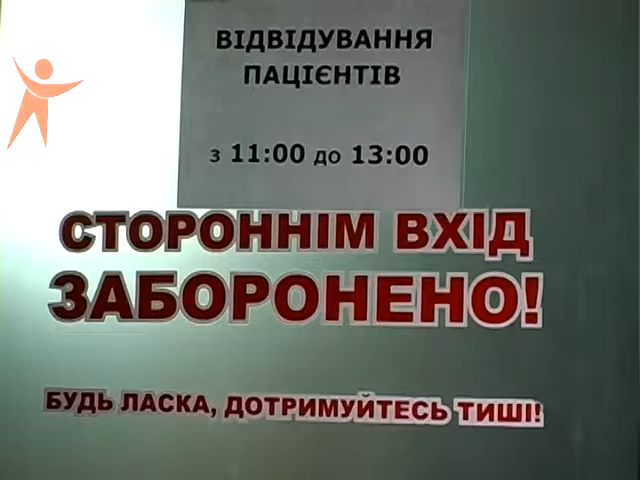 ВІДВІДУВАННЯ
ПАЦІЄНТІВ
з 11:00 до 13:00
СТОРОННІМ ВХІД
ЗАБОРОНЕНО!
БУДЬ ЛАСКА, ДОТРИМУЙТЕСЬ ТИШІ!